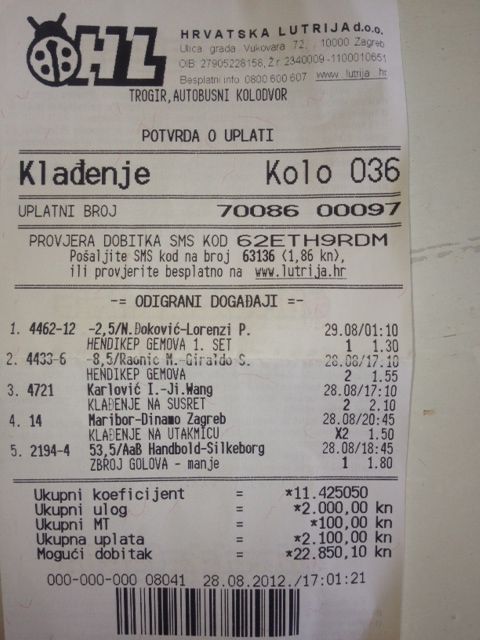 HL
HRVATSKA LUTRIJA d.o.o.
Ulica grada Vukovara 72, 10000 Zagreb
OIB: 27905228158, Ž.r. 2340009-1100010651
Besplatni info 0800 600 607 www.lutrija.hr
TROGIR,AUTOBUSNI KOLODVOR
POTVRDA O UPLATI
Klađenje Kolo 036
UPLATNI BROJ 70086 00097
PROVJERA DOBITKA SMS KOD 62ETH9RDM
Pošaljite SMS kod na broj 63136 (1,86 kn),
ili provjerite besplatno na www.lutrija.hr
-= ODIGRANI DOGAĐAJI =-
1. 4462-12 -2,5/N.Đoković-Lorenzi P. 29.08/01:10
HENDIKEP GEMOVA 1. SET 1 1.30
2. 4433-6 -8,5/Raonic M.-Giraldo S. 28.08/17:10
HENDIKEP GEMOVA 2 1.55
3. 4721 Karlović I.-Ji.Wang 28.08/17:10
KLAĐENJE NA SUSRET 2 2.10
4. 14 Maribor-Dinamo Zagreb 28.08/20:45
KLAĐENJE NA UTAKMICU X2 1.50
5. 2194-4 53,5/AaB Handbold-Silkeborg 28.08/18:45
ZBROJ GOLOVA - manje 1 1.80
Ukupni koeficijent = *11.425050
Ukupni ulog = *2.000,00 kn
Ukupni MT = *100,00 kn
Ukupna uplata = *2.100,00 kn
Mogući dobitak = *22.850,10 kn
000-000-000 08041 28.08.2012./17:01:21